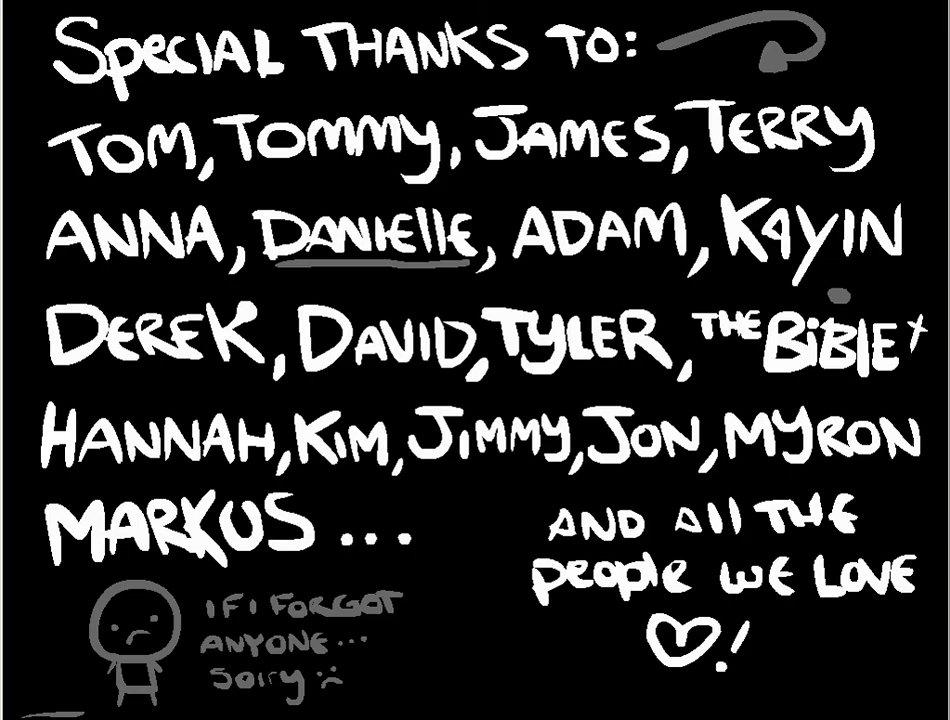 SPecIAL THANKS TO:
TOM, TOMMY, JAMES, TERRY
ANNA, DANIElle, ADAM, KAYIN
DEREK, DAVID, TYLER, THE BiBLE
HANNAH, KIM, JIMMY, JON, MYRON
MARKUS...
AND All THE
people WE LOVE
!
IF I FORGOT
ANYONE...
Sorry :(